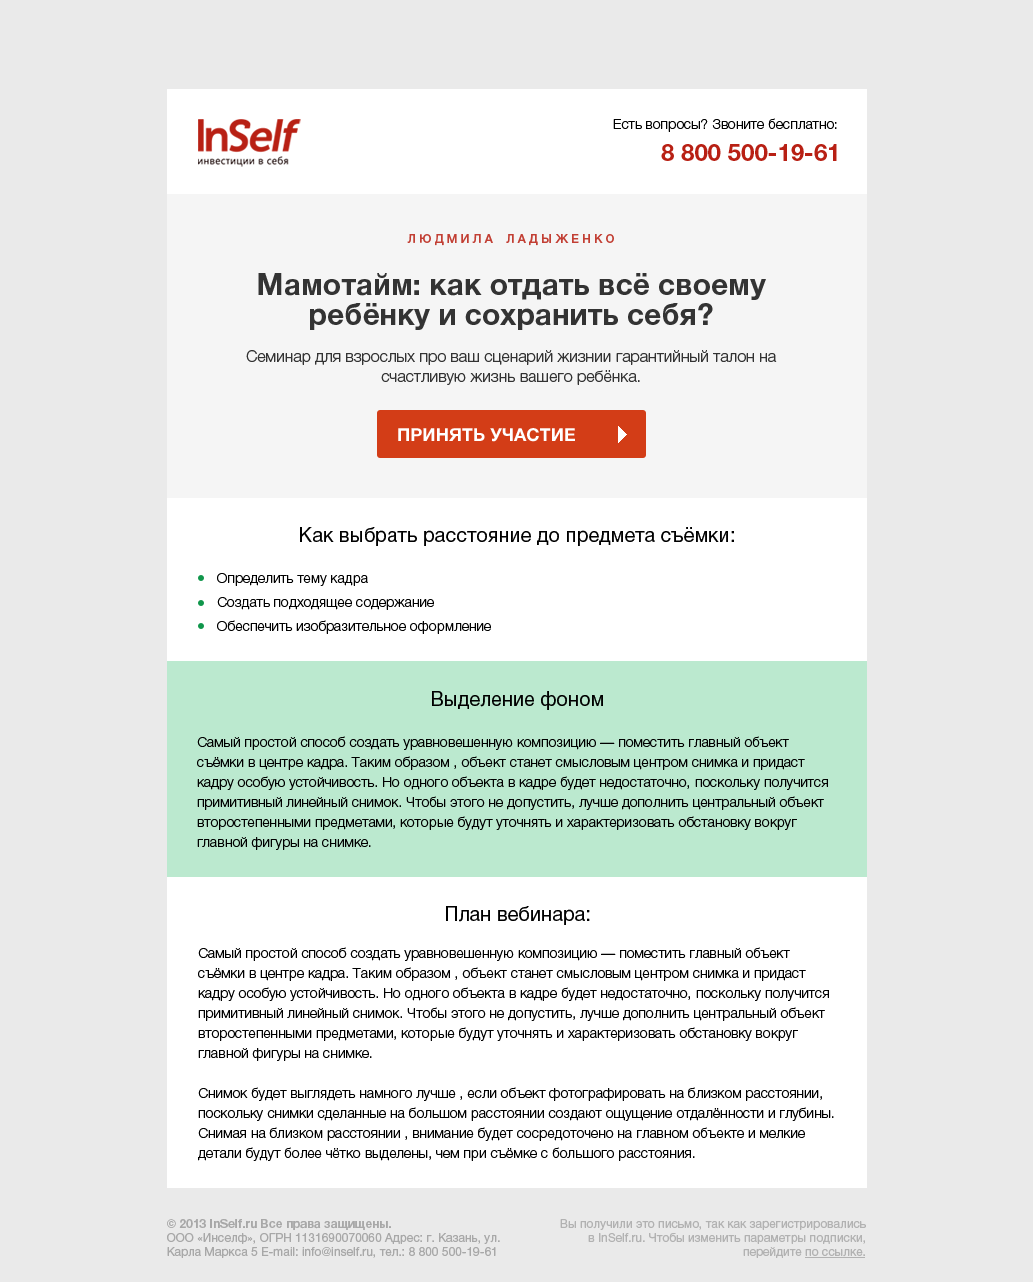 InSelf
инвестиции в себя
Есть вопросы? Звоните бесплатно:
8 800 500-19-61
ЛЮДМИЛА ЛАДЫЖЕНКО
Мамотайм: как отдать всё своему
ребёнку и сохранить себя?
Семинар для взрослых про ваш сценарий жизнии гарантийный талон на
счастливую жизнь вашего ребёнка.
ПРИНЯТЬ УЧАСТИЕ
Как выбрать расстояние до предмета съёмки:
Определить тему кадра
Создать подходящее содержание
Обеспечить изобразительное оформление
Выделение фоном
Самый простой способ создать уравновешенную композицию — поместить главный объект
съёмки в центре кадра. Таким образом , объект станет смысловым центром снимка и придаст
кадру особую устойчивость. Но одного объекта в кадре будет недостаточно, поскольку получится
примитивный линейный снимок. Чтобы этого не допустить, лучше дополнить центральный объект
второстепенными предметами, которые будут уточнять и характеризовать обстановку вокруг
главной фигуры на снимке.
План вебинара:
Самый простой способ создать уравновешенную композицию — поместить главный объект
съёмки в центре кадра. Таким образом , объект станет смысловым центром снимка и придаст
кадру особую устойчивость. Но одного объекта в кадре будет недостаточно, поскольку получится
примитивный линейный снимок. Чтобы этого не допустить, лучше дополнить центральный объект
второстепенными предметами, которые будут уточнять и характеризовать обстановку вокруг
главной фигуры на снимке.
Снимок будет выглядеть намного лучше , если объект фотографировать на близком расстоянии,
поскольку снимки сделанные на большом расстоянии создают ощущение отдалённости и глубины.
Снимая на близком расстоянии , внимание будет сосредоточено на главном объекте и мелкие
детали будут более чётко выделены, чем при съёмке с большого расстояния.
© 2013 InSelf.ru Все права защищены.
ООО «Инселф», ОГРН 1131690070060 Адрес: г. Казань, ул.
Карла Маркса 5 E-mail: info@inself.ru, тел.: 8 800 500-19-61
Вы получили это письмо, так как зарегистрировались
в InSelf.ru. Чтобы изменить параметры подписки,
перейдите по ссылке.